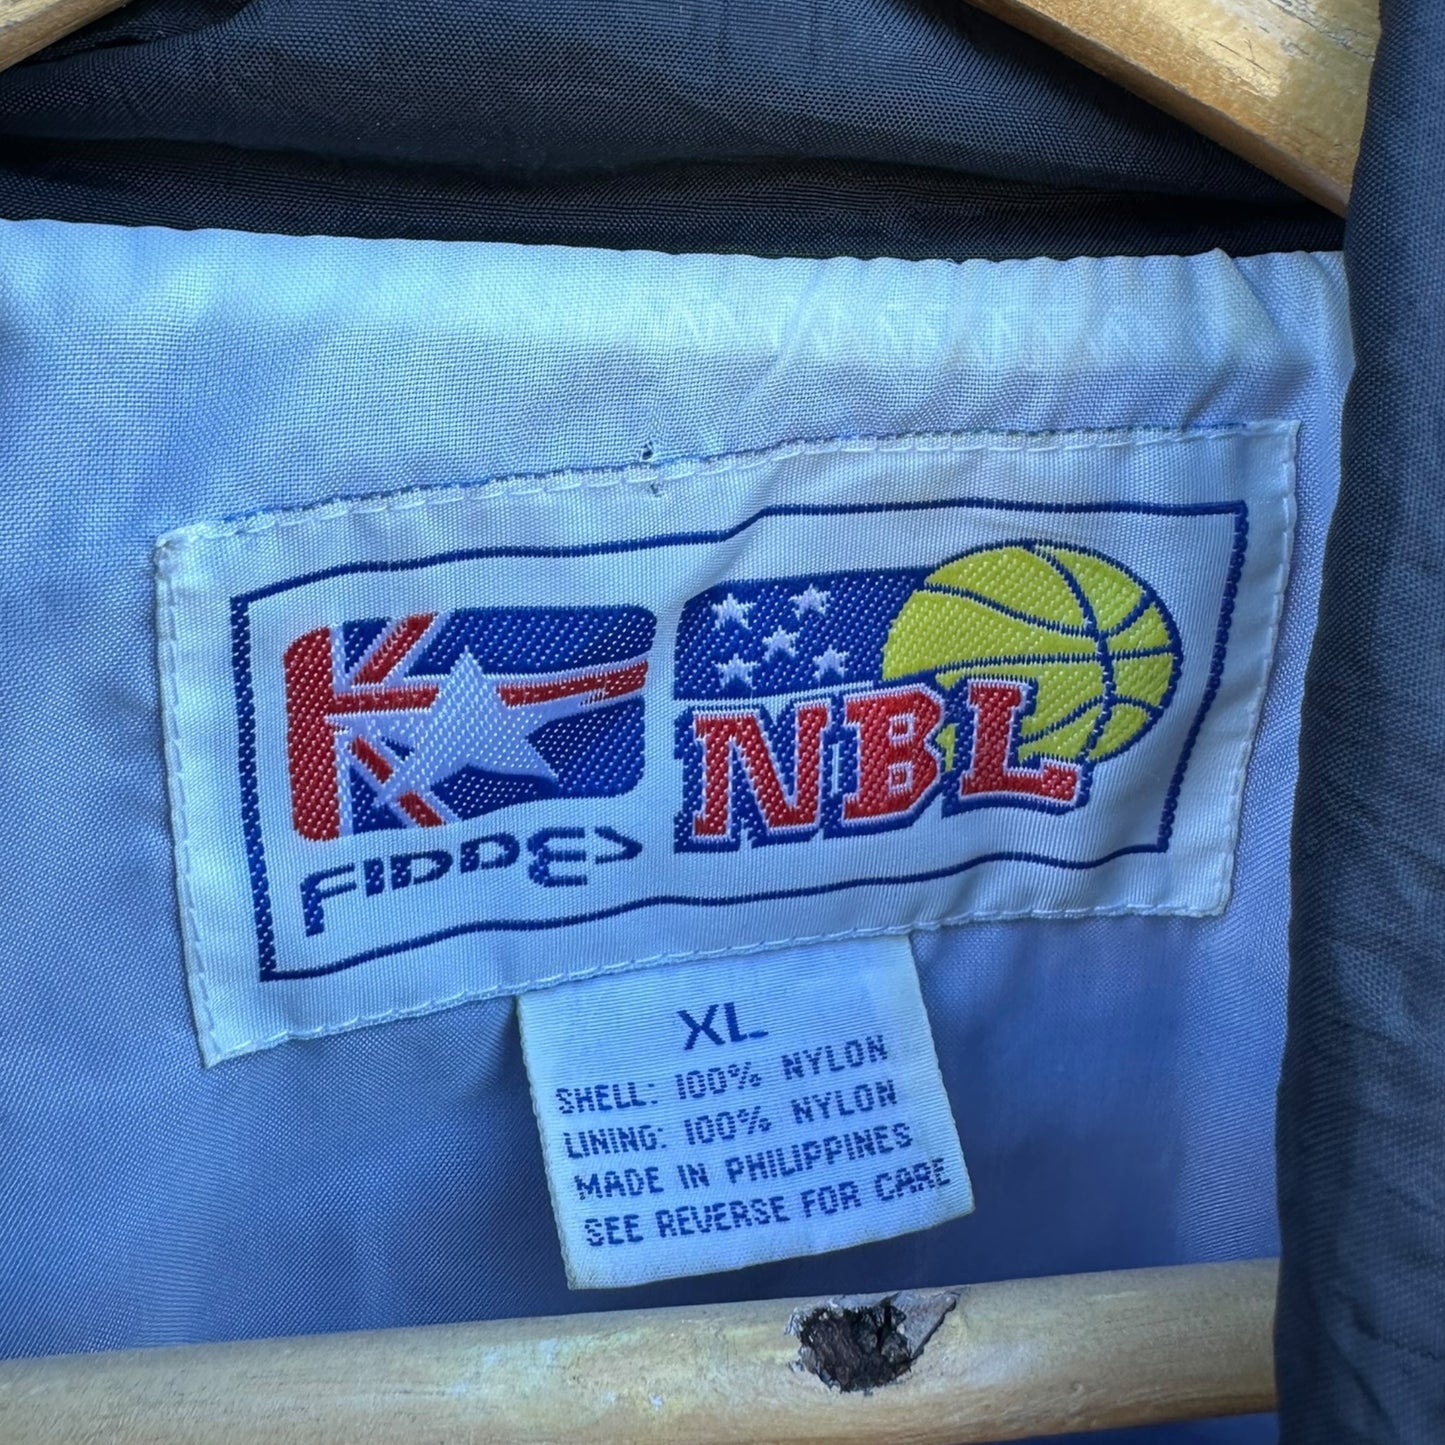 FIDDES
NBL
XL
SHELL: 100% NYLON
LINING: 100% NYLON
MADE IN PHILIPPINES
SEE REVERSE FOR CARE